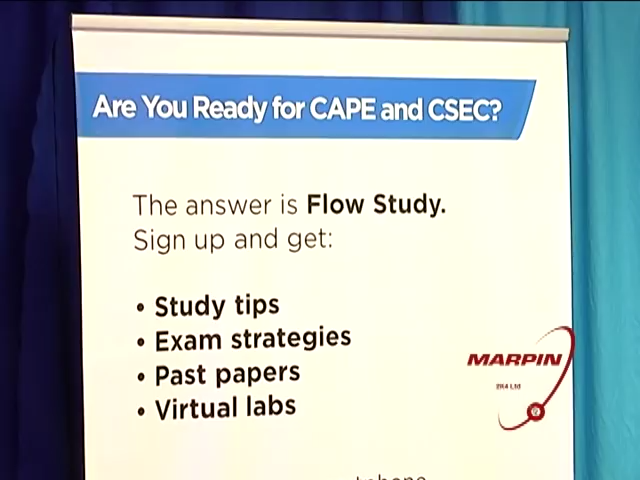 Are You Ready for CAPE and CSEC?
The answer is Flow Study.
Sign up and get:
• Study tips
• Exam strategies
• Past papers
• Virtual labs
MARPIN